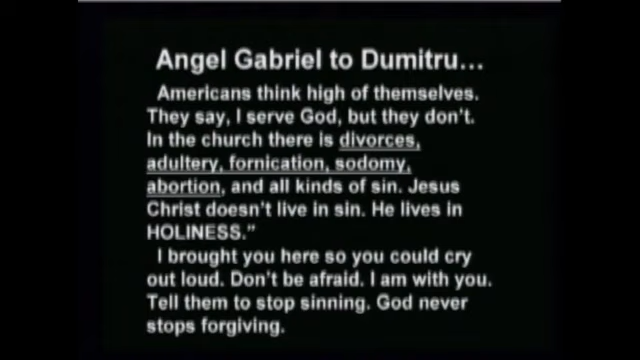 Angel Gabriel to Dumitru...
Americans think high of themselves.
They say, I serve God, but they don't.
In the church there is divorces,
adultery, fornication, sodomy,
abortion, and all kinds of sin. Jesus
Christ doesn't live in sin. He lives in
HOLINESS.”
I brought you here so you could cry
out loud. Don't be afraid. I am with you.
Tell them to stop sinning. God never
stops forgiving.